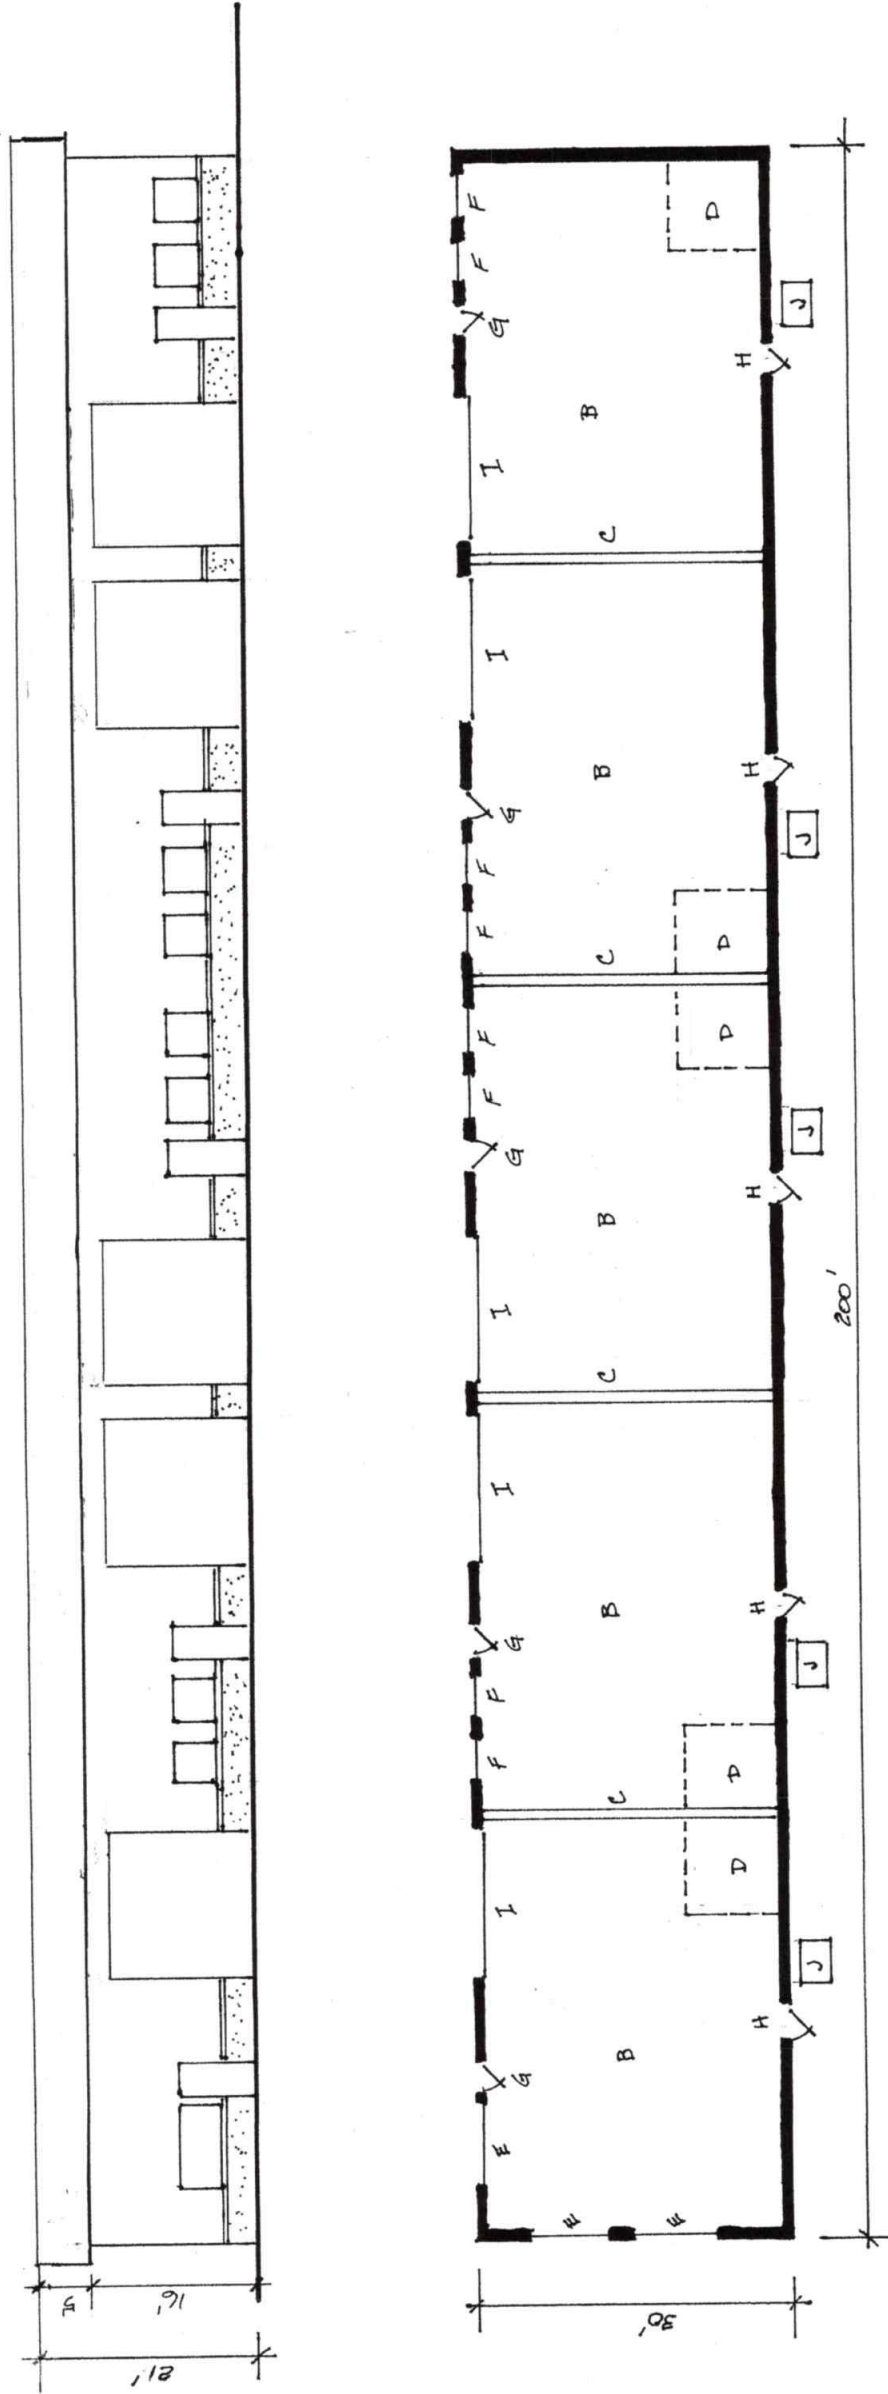 5'
16'
21'
E G I F F G I I G F F F F G I I G F F
E
E
B C B C B C B C B
30'
D D D D D
H H H H H
J J J J J
200'